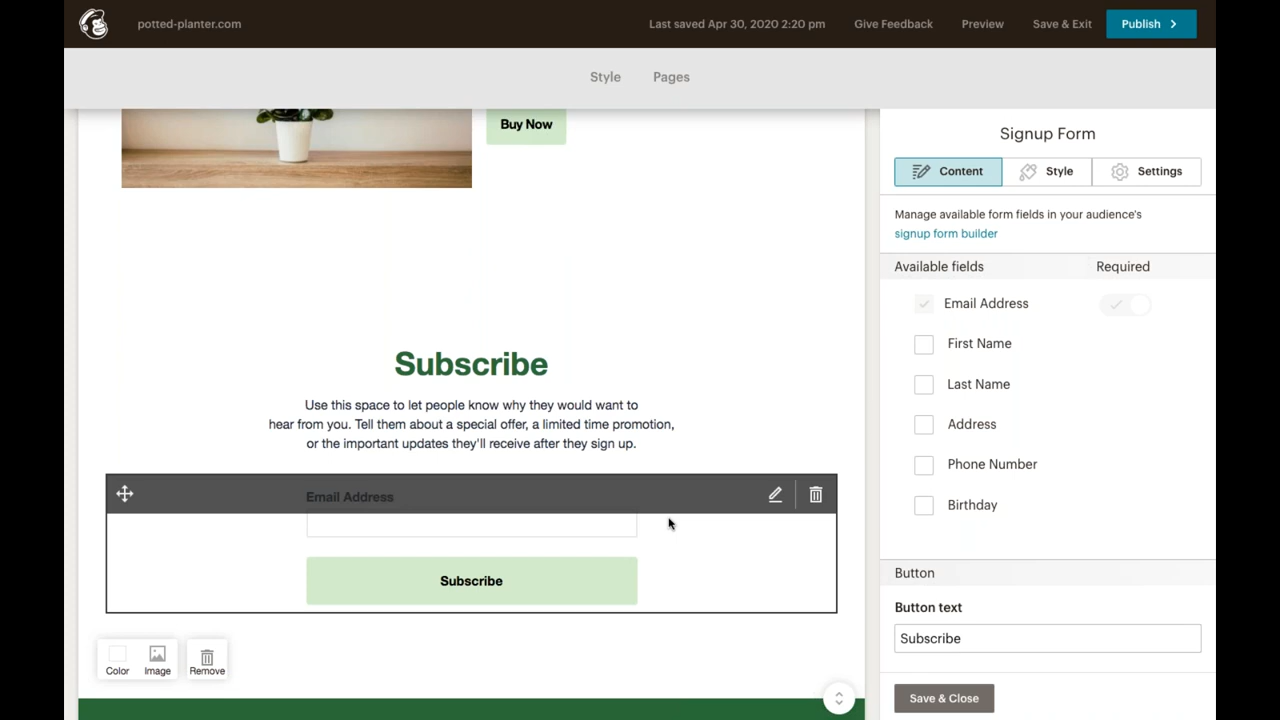 potted-planter.com
Last saved Apr 30, 2020 2:20 pm
Give Feedback
Preview
Save & Exit
Publish
Style
Pages
Buy Now
Subscribe
Use this space to let people know why they would want to
hear from you. Tell them about a special offer, a limited time promotion,
or the important updates they'll receive after they sign up.
Email Address
Subscribe
Color
Image
Remove
Signup Form
Content
Style
Settings
Manage available form fields in your audience's
signup form builder
Available fields
Required
Email Address
First Name
Last Name
Address
Phone Number
Birthday
Button
Button text
Subscribe
Save & Close